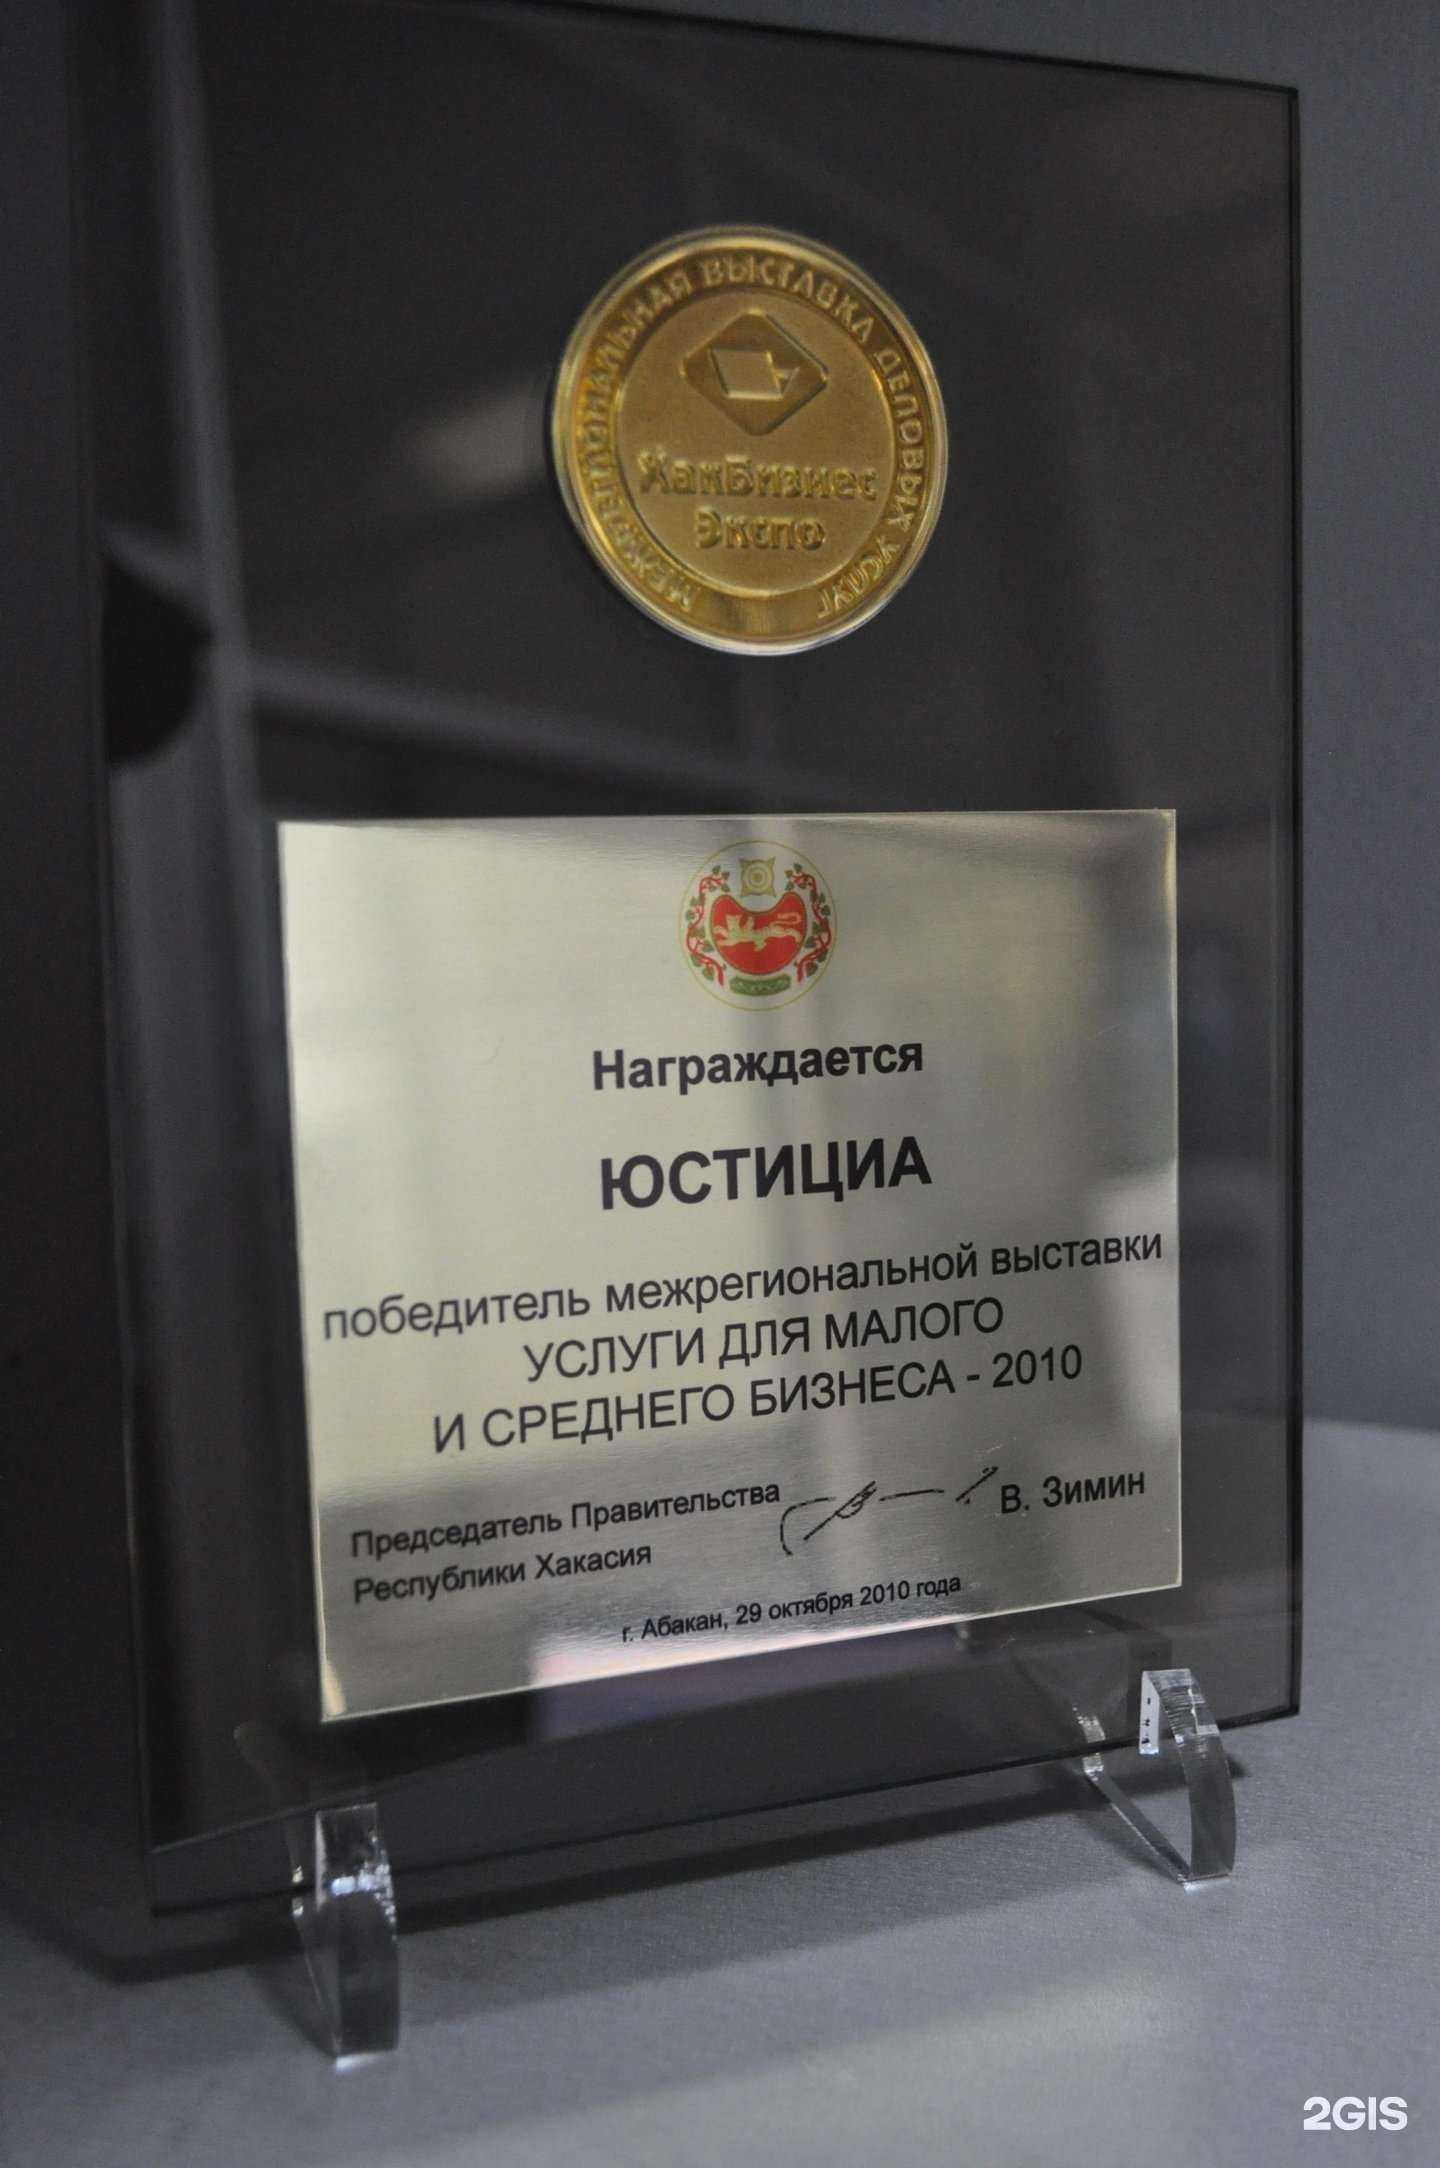 МЕЖРЕГИОНАЛЬНАЯ ВЫСТАВКА ДЕЛОВЫХ УСЛУГ
ХакБизнес
Экспо
Награждается
ЮСТИЦИА
победитель межрегиональной выставки
УСЛУГИ ДЛЯ МАЛОГО
И СРЕДНЕГО БИЗНЕСА - 2010
Председатель Правительства
Республики Хакасия
В. Зимин
г. Абакан, 29 октября 2010 года
2GIS